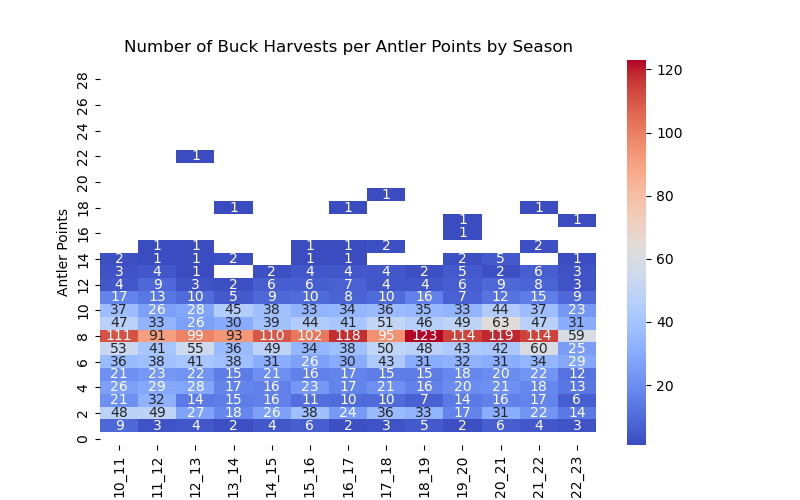 Number of Buck Harvests per Antler Points by Season
Antler Points
28
26
24
22 1
20
1
18 1 1 1
1 1
16 1
1 1 1 1 2 2
14 2 1 1 2 1 1 2 5 1
3 4 1 2 4 4 4 2 5 2 6 3
12 4 9 3 2 6 6 7 4 4 6 9 8 3
17 13 10 5 9 10 8 10 16 7 12 15 9
10 37 26 28 45 38 33 34 36 35 33 44 37 23
47 33 26 30 39 44 41 51 46 49 63 47 31
8 111 91 99 93 110 102 118 95 123 114 119 114 59
53 41 55 36 49 34 38 50 48 43 42 60 25
6 36 38 41 38 31 26 30 43 31 32 31 34 29
21 23 22 15 21 16 17 15 15 18 20 22 12
4 26 29 28 17 16 23 17 21 16 20 21 18 13
21 32 14 15 16 11 10 10 7 14 16 17 6
2 48 49 27 18 26 38 24 36 33 17 31 22 14
9 3 4 2 4 6 2 3 5 2 6 4 3
0
10_11 11_12 12_13 13_14 14_15 15_16 16_17 17_18 18_19 19_20 20_21 21_22 22_23
120
100
80
60
40
20